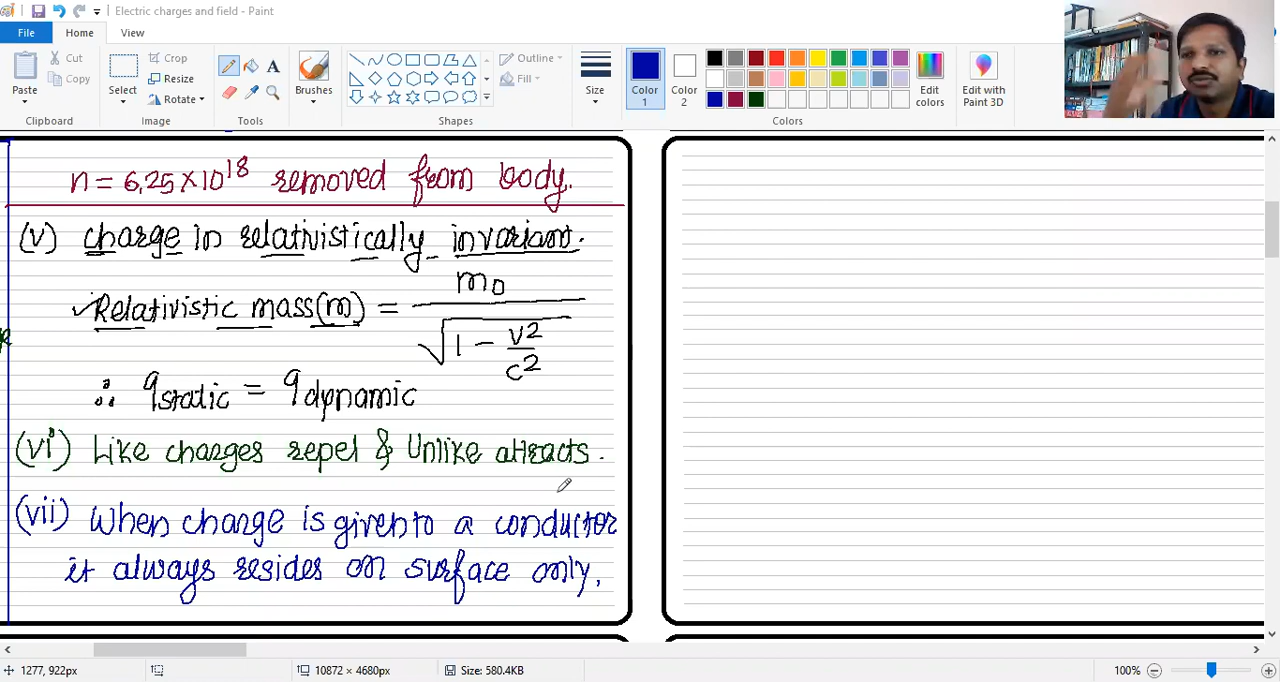 Electric charges and field - Paint
File
Home
View
Paste
Cut
Copy
Clipboard
Select
Crop
Resize
Rotate
Image
Tools
Brushes
Shapes
Outline
Fill
Size
Color 1
Color 2
Colors
Edit colors
Edit with Paint 3D
n = 6.25×10^18 removed from body.
(v) charge in relativistically invariant.
✓Relativistic mass(m) = m0 / √(1 - v²/c²)
∴ qstatic = qdynamic
(vi) Like charges repel & Unlike attracts.
(vii) When charge is given to a conductor
it always resides on surface only.
1277, 922px
10872 × 4680px
Size: 580.4KB
100%